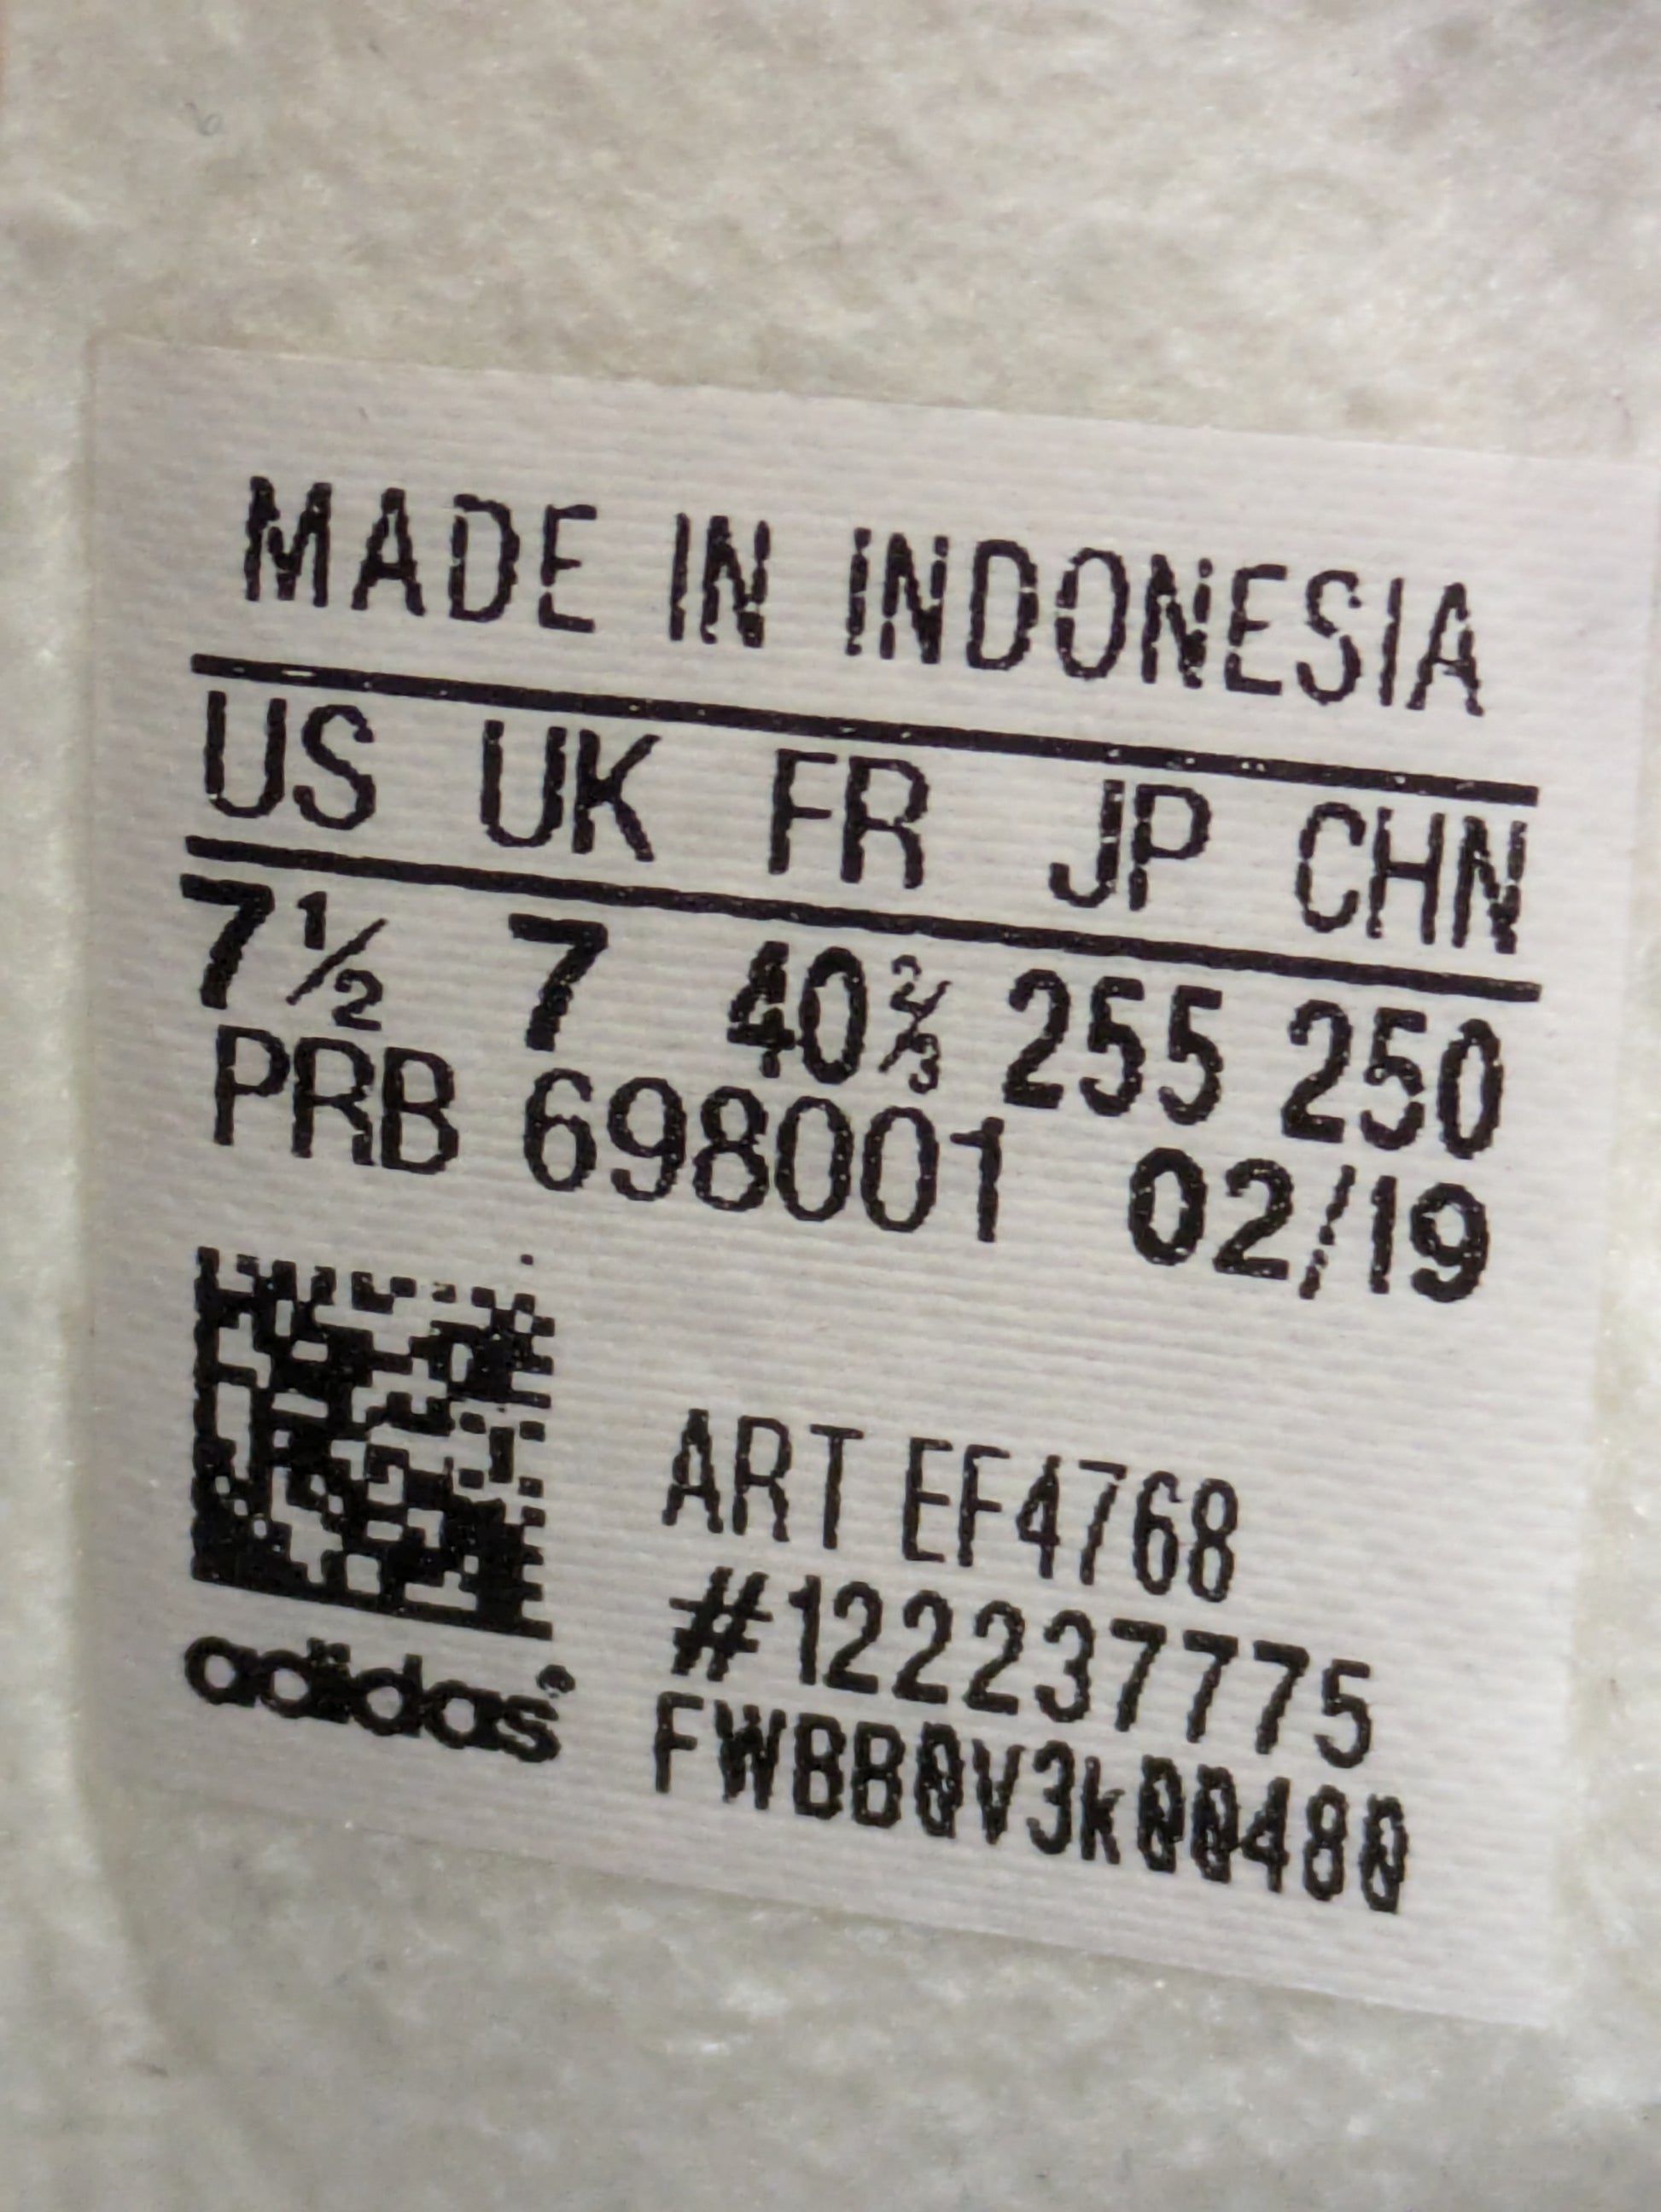 MADE IN INDONESIA
US UK FR JP CHN
7½ 7 40⅔ 255 250
PRB 698001 02/19
ART EF4768
#122237775
FWBB0V3k00480
adidas®